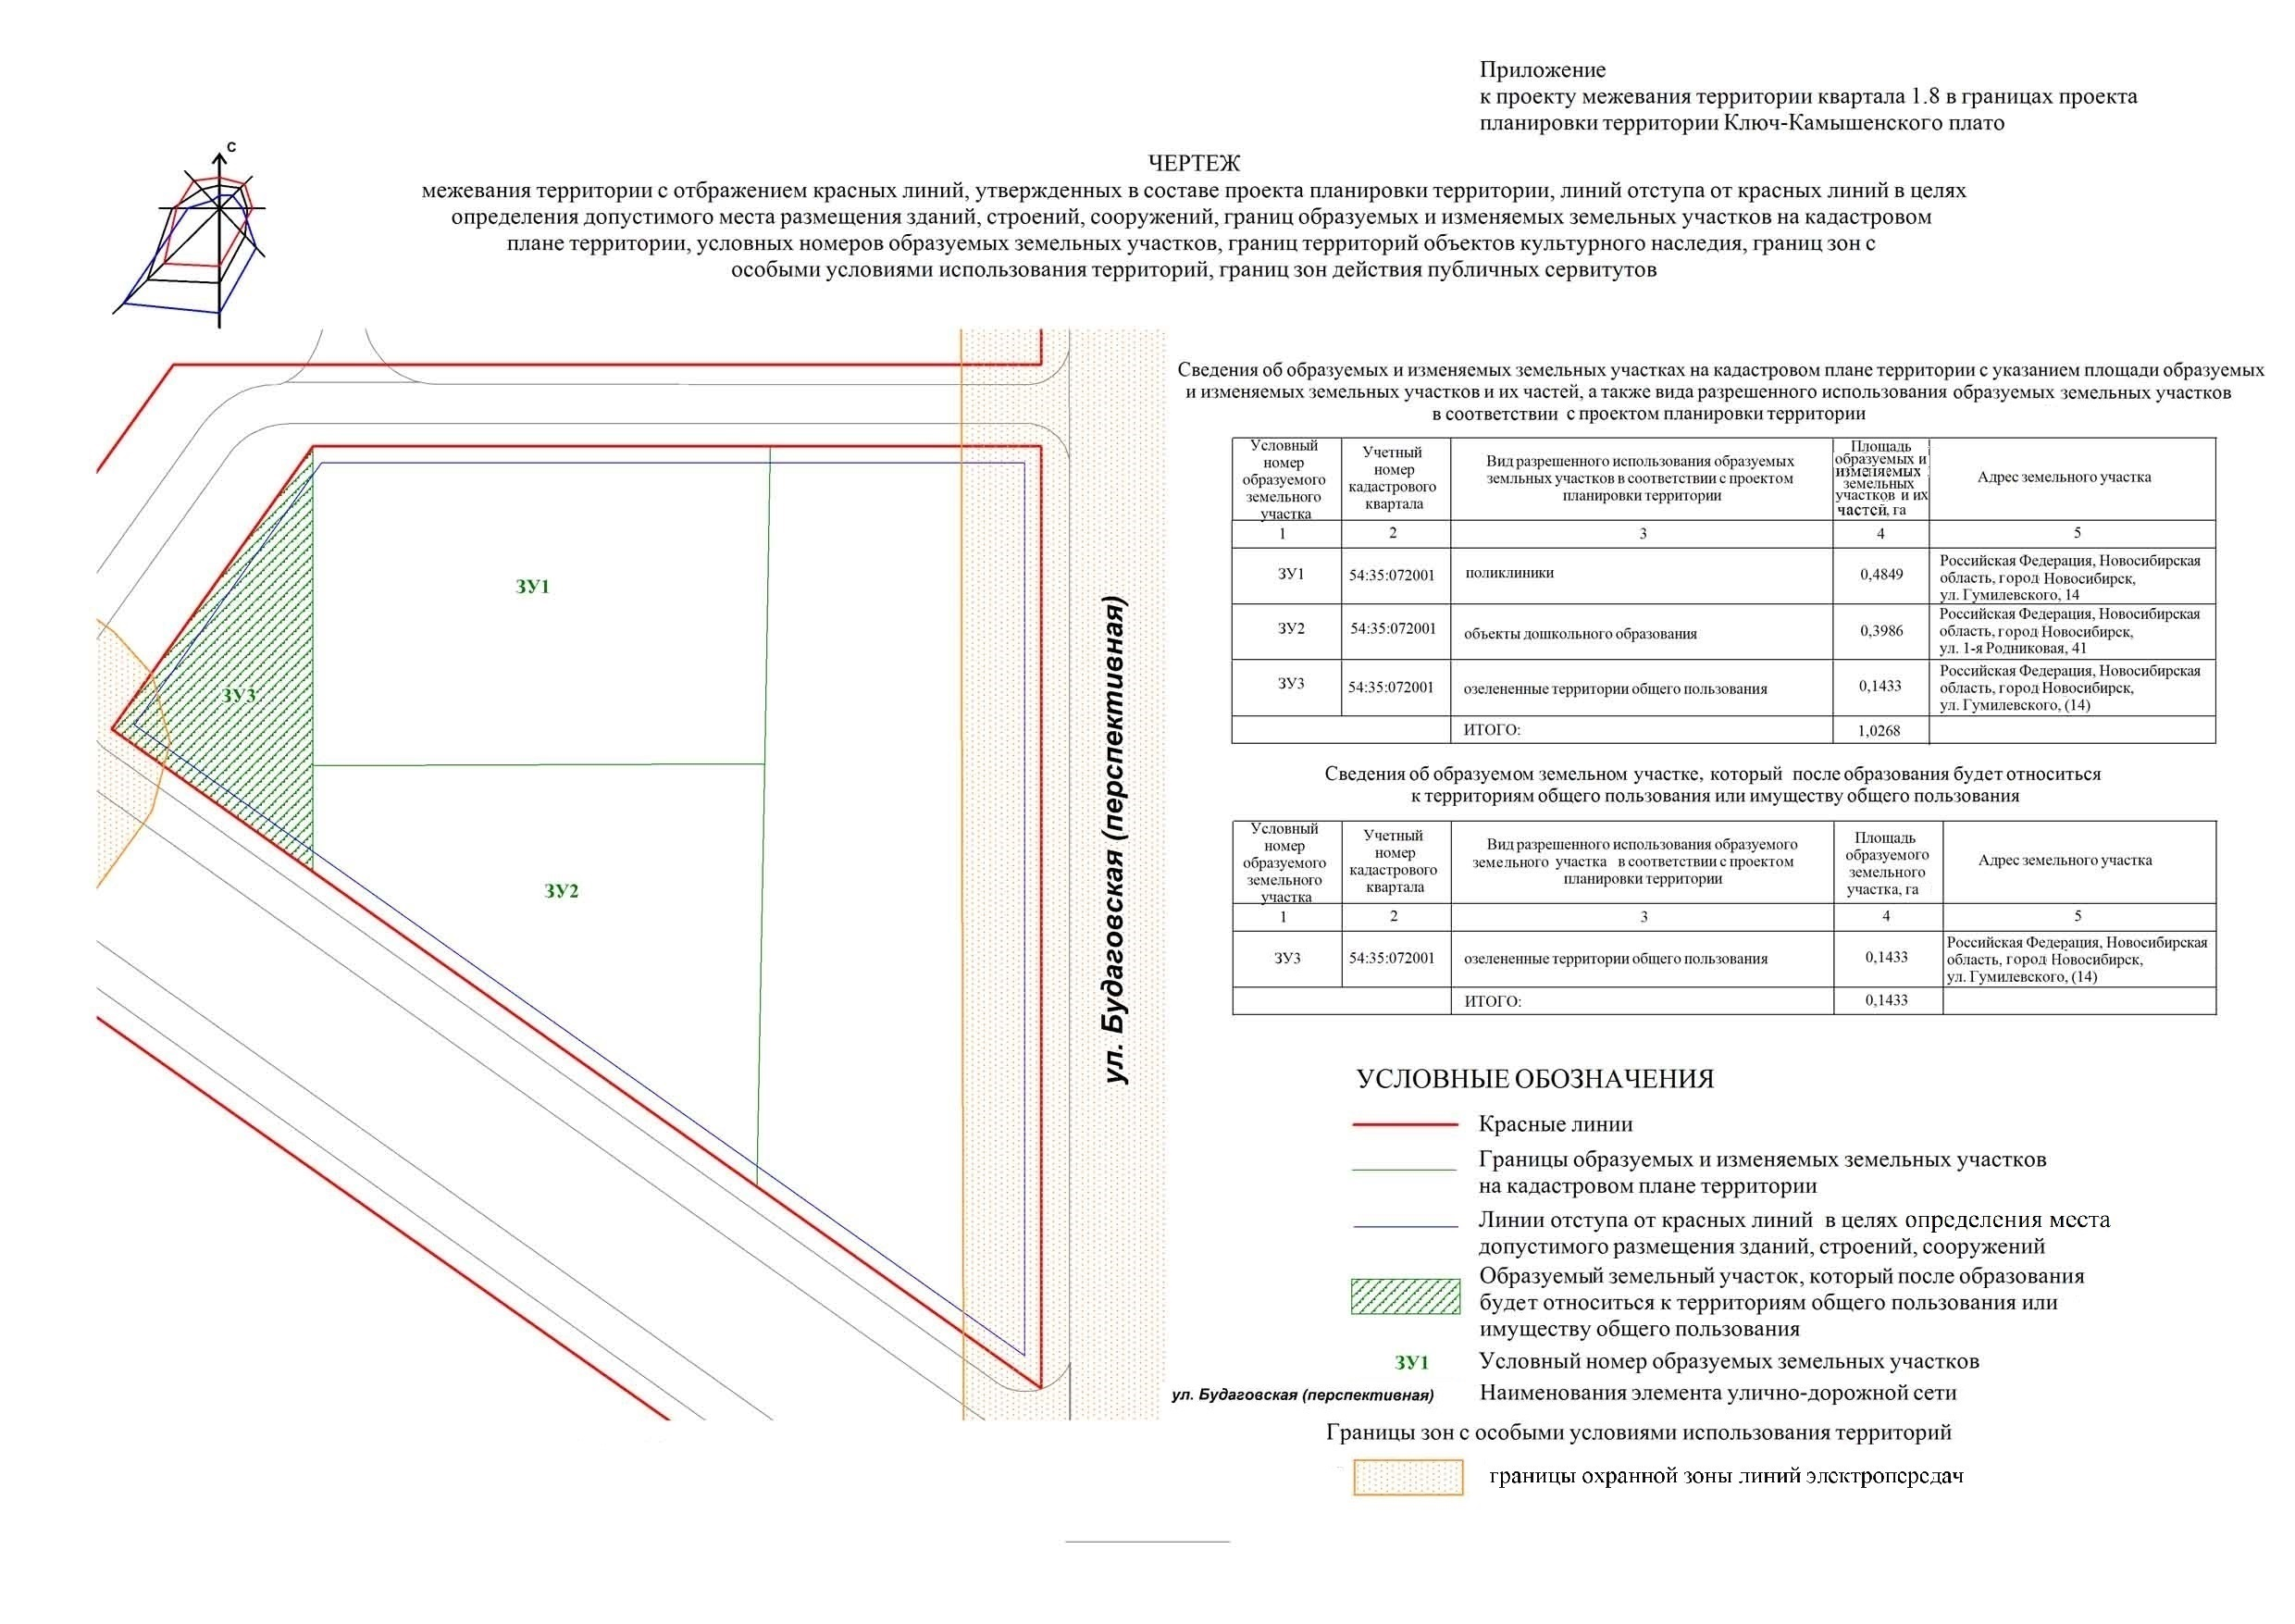 Приложение
к проекту межевания территории квартала 1.8 в границах проекта
планировки территории Ключ-Камышенского плато
С
ЧЕРТЕЖ
межевания территории с отбражением красных линий, утвержденных в составе проекта планировки территории, линий отступа от красных линий в целях
определения допустимого места размещения зданий, строений, сооружений, границ образуемых и изменяемых земельных участков на кадастровом
плане территории, условных номеров образуемых земельных участков, границ территорий объектов культурного наследия, границ зон с
особыми условиями использования территорий, границ зон действия публичных сервитутов
ЗУ1
ЗУ3
ЗУ2
ул. Будаговская (перспективная)
Сведения об образуемых и изменяемых земельных участках на кадастровом плане территории с указанием площади образуемых
и изменяемых земельных участков и их частей, а также вида разрешенного использования образуемых земельных участков
в соответствии с проектом планировки территории
Условный
номер
образуемого
земельного
участка
Учетный
номер
кадастрового
квартала
Вид разрешенного использования образуемых
земльных участков в соответствии с проектом
планировки территории
Площадь
образуемых и
изменяемых
земельных
участков и их
частей, га
Адрес земельного участка
1
2
3
4
5
ЗУ1
54:35:072001
поликлиники
0,4849
Российская Федерация, Новосибирская
область, город Новосибирск,
ул. Гумилевского, 14
ЗУ2
54:35:072001
объекты дошкольного образования
0,3986
Российская Федерация, Новосибирская
область, город Новосибирск,
ул. 1-я Родниковая, 41
ЗУ3
54:35:072001
озелененные территории общего пользования
0,1433
Российская Федерация, Новосибирская
область, город Новосибирск,
ул. Гумилевского, (14)
ИТОГО:
1,0268
Сведения об образуемом земельном участке, который после образования будет относиться
к территориям общего пользования или имуществу общего пользования
Условный
номер
образуемого
земельного
участка
Учетный
номер
кадастрового
квартала
Вид разрешенного использования образуемого
земельного участка в соответствии с проектом
планировки территории
Площадь
образуемого
земельного
участка, га
Адрес земельного участка
1
2
3
4
5
ЗУ3
54:35:072001
озелененные территории общего пользования
0,1433
Российская Федерация, Новосибирская
область, город Новосибирск,
ул. Гумилевского, (14)
ИТОГО:
0,1433
УСЛОВНЫЕ ОБОЗНАЧЕНИЯ
Красные линии
Границы образуемых и изменяемых земельных участков
на кадастровом плане территории
Линии отступа от красных линий в целях определения места
допустимого размещения зданий, строений, сооружений
Образуемый земельный участок, который после образования
будет относиться к территориям общего пользования или
имуществу общего пользования
ЗУ1 Условный номер образуемых земельных участков
ул. Будаговская (перспективная) Наименования элемента улично-дорожной сети
Границы зон с особыми условиями использования территорий
границы охранной зоны линий электропередач